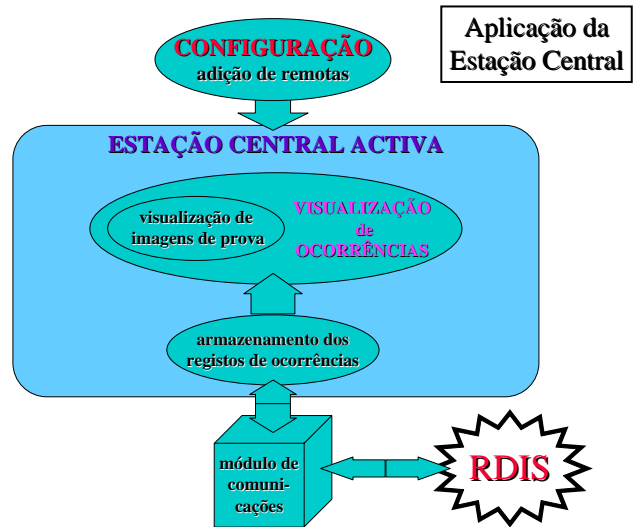 CONFIGURAÇÃO
adição de remotas
Aplicação da
Estação Central
ESTAÇÃO CENTRAL ACTIVA
visualização de
imagens de prova
VISUALIZAÇÃO
de
OCORRÊNCIAS
armazenamento dos
registos de ocorrências
módulo de
comuni-
cações
RDIS